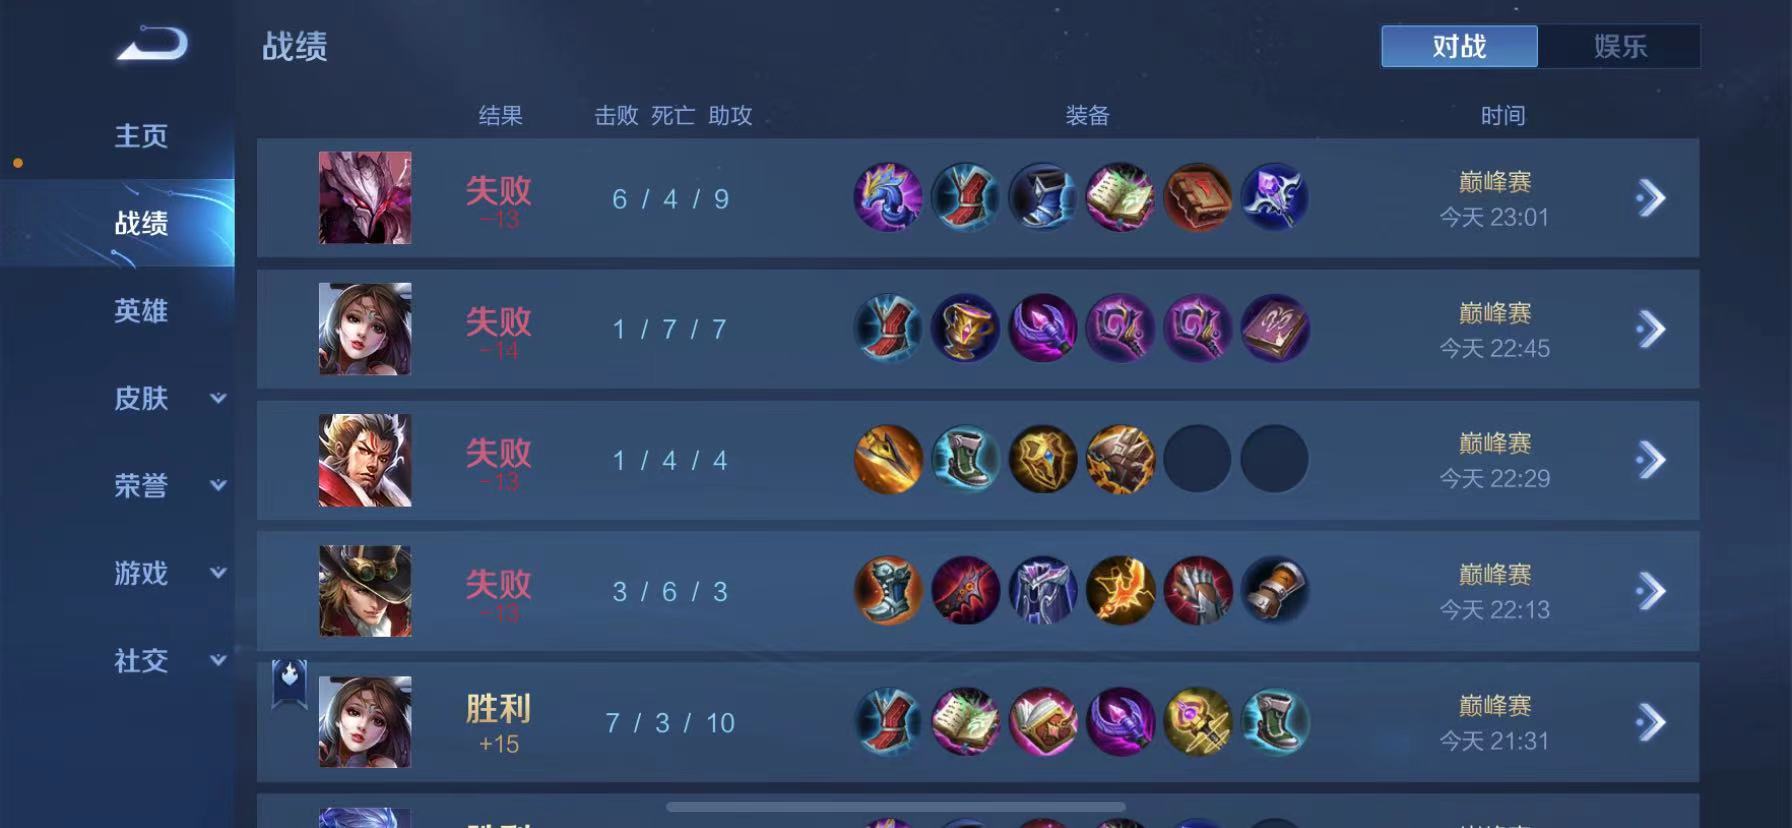 战绩
对战 娱乐
主页
战绩
英雄
皮肤
荣誉
游戏
社交
结果 击败 死亡 助攻 装备 时间
失败 6 / 4 / 9 巅峰赛
-13 今天 23:01
失败 1 / 7 / 7 巅峰赛
-14 今天 22:45
失败 1 / 4 / 4 巅峰赛
-13 今天 22:29
失败 3 / 6 / 3 巅峰赛
-13 今天 22:13
胜利 7 / 3 / 10 巅峰赛
+15 今天 21:31